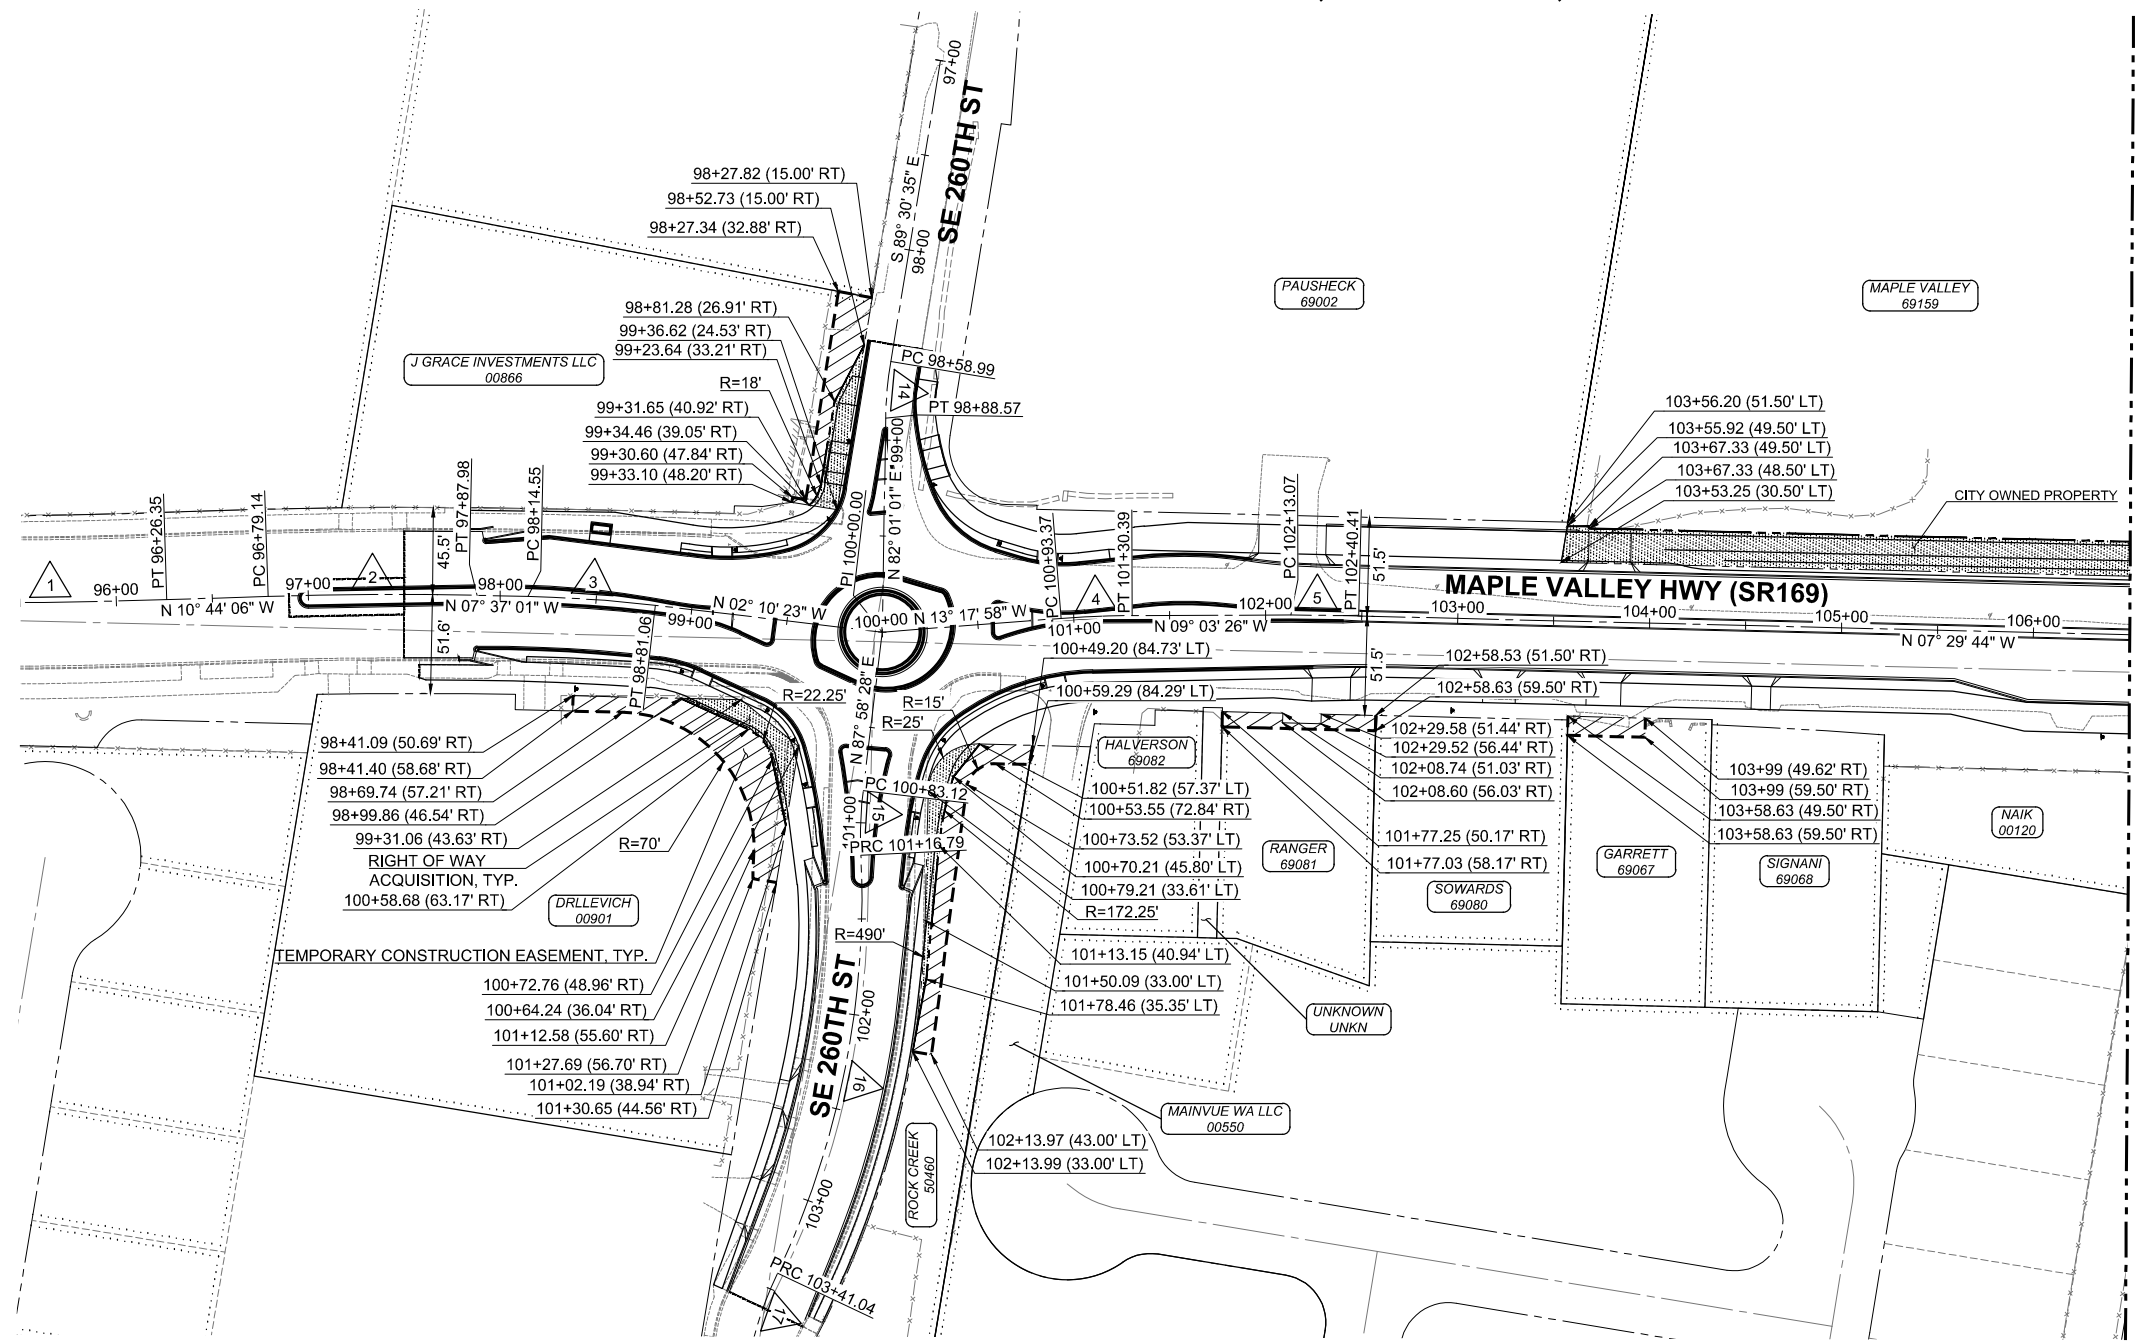 97+00
SE 260TH ST
S 89° 30' 35" E
98+00
98+27.82 (15.00' RT)
98+52.73 (15.00' RT)
98+27.34 (32.88' RT)
98+81.28 (26.91' RT)
99+36.62 (24.53' RT)
99+23.64 (33.21' RT)
R=18'
99+31.65 (40.92' RT)
99+34.46 (39.05' RT)
99+30.60 (47.84' RT)
99+33.10 (48.20' RT)
J GRACE INVESTMENTS LLC
00866
PAUSHECK
69002
MAPLE VALLEY
69159
PC 98+58.99
14
PT 98+88.57
99+00
N 82° 01' 01" E
PI 100+00.00
103+56.20 (51.50' LT)
103+55.92 (49.50' LT)
103+67.33 (49.50' LT)
103+67.33 (48.50' LT)
103+53.25 (30.50' LT)
CITY OWNED PROPERTY
PT 96+26.35
PC 96+79.14
45.5'
PT 97+87.98
PC 98+14.55
PC 100+93.37
PT 101+30.39
PC 102+13.07
PT 102+40.41
51.5'
1
96+00
N 10° 44' 06" W
97+00
2
N 07° 37' 01" W
98+00
3
99+00
N 02° 10' 23" W
100+00
N 13° 17' 58" W
101+00
4
N 09° 03' 26" W
102+00
5
MAPLE VALLEY HWY (SR169)
103+00
104+00
105+00
106+00
N 07° 29' 44" W
51.6'
PT 98+81.06
51.5'
R=22.25'
N 87° 58' 28" E
R=15'
R=25'
100+49.20 (84.73' LT)
100+59.29 (84.29' LT)
102+58.53 (51.50' RT)
102+58.63 (59.50' RT)
98+41.09 (50.69' RT)
98+41.40 (58.68' RT)
98+69.74 (57.21' RT)
98+99.86 (46.54' RT)
99+31.06 (43.63' RT)
RIGHT OF WAY
ACQUISITION, TYP.
100+58.68 (63.17' RT)
R=70'
DRLLEVICH
00901
TEMPORARY CONSTRUCTION EASEMENT, TYP.
100+72.76 (48.96' RT)
100+64.24 (36.04' RT)
101+12.58 (55.60' RT)
101+27.69 (56.70' RT)
101+02.19 (38.94' RT)
101+30.65 (44.56' RT)
PC 100+83.12
15
101+00
PRC 101+16.79
R=490'
SE 260TH ST
102+00
16
103+00
PRC 103+41.04
17
ROCK CREEK
50460
HALVERSON
69082
100+51.82 (57.37' LT)
100+53.55 (72.84' RT)
100+73.52 (53.37' LT)
100+70.21 (45.80' LT)
100+79.21 (33.61' LT)
R=172.25'
101+13.15 (40.94' LT)
101+50.09 (33.00' LT)
101+78.46 (35.35' LT)
102+13.97 (43.00' LT)
102+13.99 (33.00' LT)
102+29.58 (51.44' RT)
102+29.52 (56.44' RT)
102+08.74 (51.03' RT)
102+08.60 (56.03' RT)
101+77.25 (50.17' RT)
101+77.03 (58.17' RT)
RANGER
69081
SOWARDS
69080
GARRETT
69067
SIGNANI
69068
103+99 (49.62' RT)
103+99 (59.50' RT)
103+58.63 (49.50' RT)
103+58.63 (59.50' RT)
NAIK
00120
UNKNOWN
UNKN
MAINVUE WA LLC
00550